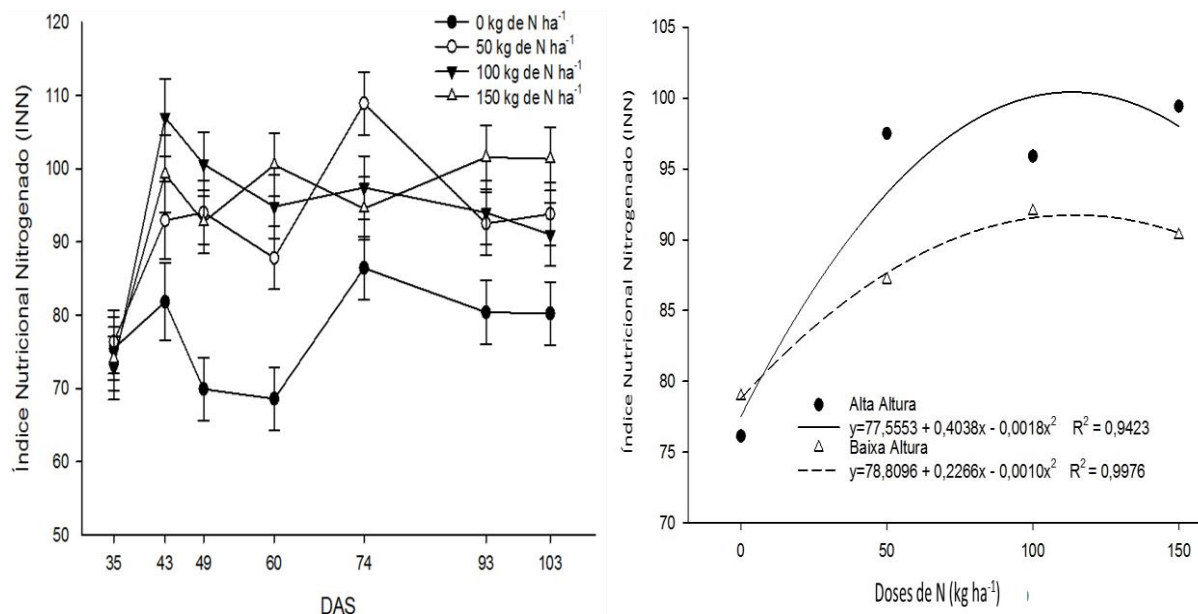 Índice Nutricional Nitrogenado (INN)
120
110
100
90
80
70
60
50
0 kg de N ha⁻¹
50 kg de N ha⁻¹
100 kg de N ha⁻¹
150 kg de N ha⁻¹
35 43 49 60 74 93 103
DAS
Índice Nutricional Nitrogenado (INN)
105
100
95
90
85
80
75
70
Alta Altura
y=77,5553 + 0,4038x - 0,0018x² R² = 0,9423
Baixa Altura
y=78,8096 + 0,2266x - 0,0010x² R² = 0,9976
0 50 100 150
Doses de N (kg ha⁻¹)